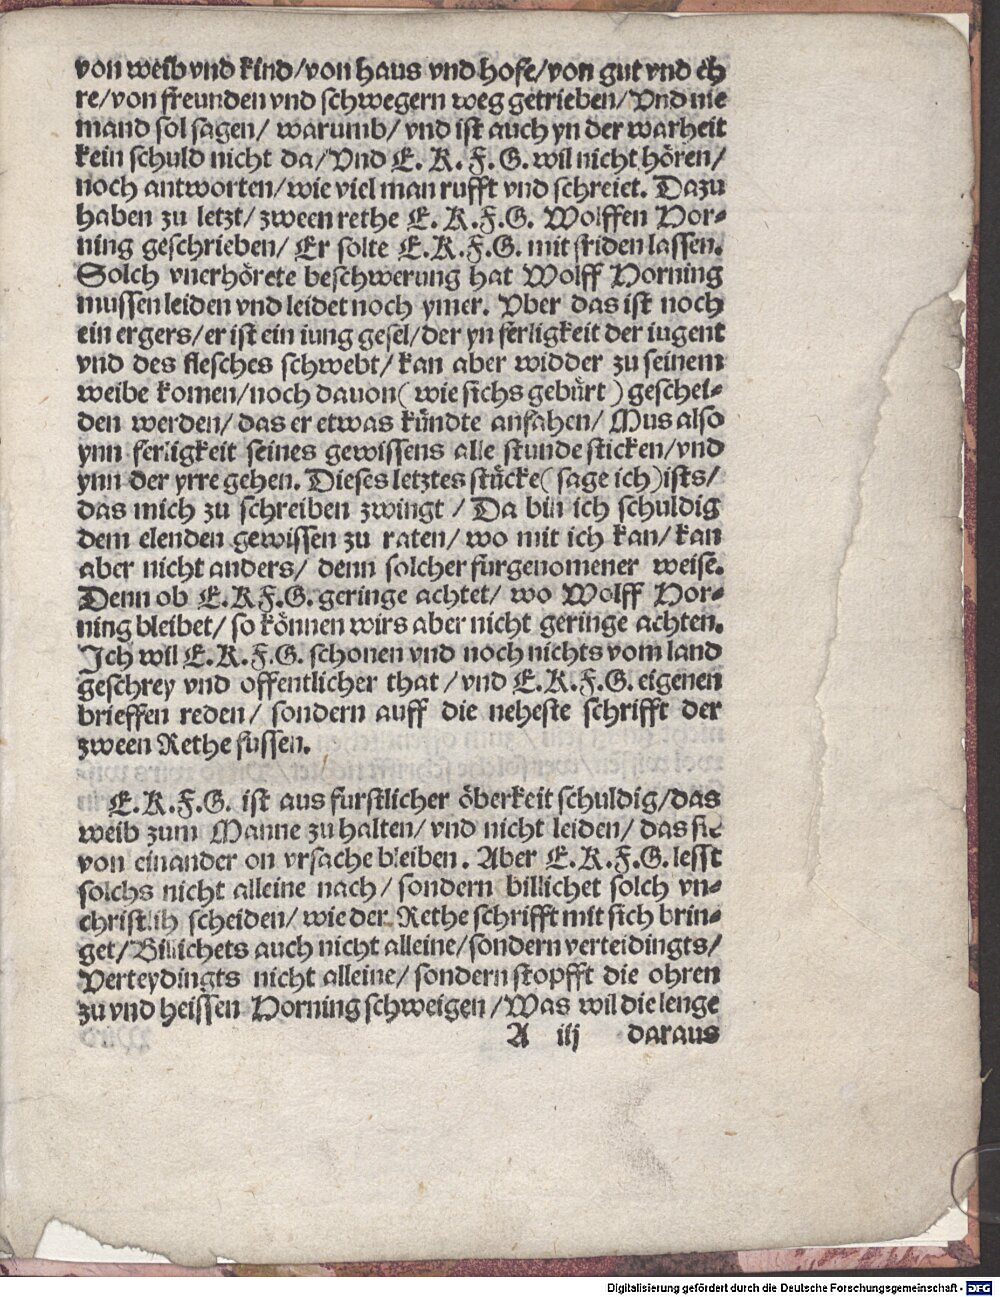 von weib vnd kind/von haus vnd hofe/von gut vnd eh
re/von freunden vnd schwegern weg getrieben/Vnd nie
mand sol sagen/ warumb/ vnd ist auch yn der warheit
kein schuld nicht da/Vnd E. K. F. G. wil nicht hören/
noch antworten/wie viel man rufft vnd schreiet. Dazu
haben zu letzt/zween rethe E. K. F. G. Wolffen Hor-
ning geschrieben/ Er solte E. K. F. G. mit friden lassen.
Solch vnerhörete beschwerung hat Wolff Horning
mussen leiden vnd leidet noch ymer. Vber das ist noch
ein ergers/er ist ein iung gesel/der yn ferligkeit der iugent
vnd des flesches schwebt/kan aber widder zu seinem
weibe komen/noch dauon( wie sichs gebürt ) geschei-
den werden/das er etwas kündte anfahen/ Mus also
ynn ferligkeit seines gewissens alle stunde sticken/vnd
ynn der yrre gehen. Dieses letztes stücke( sage ich)ists/
das mich zu schreiben zwingt / Da bin ich schuldig
dem elenden gewissen zu raten/ wo mit ich kan/ kan
aber nicht anders/ denn solcher furgenomener weise.
Denn ob E. K F. G. geringe achtet/ wo Wolff Hor-
ning bleibet/ so können wirs aber nicht geringe achten.
Ich wil E. K. F. G. schonen vnd noch nichts vom land
geschrey vnd offentlicher that / vnd E. K. F. G. eigenen
brieffen reden/ sondern auff die neheste schrifft der
zween Rethe fussen.
E. K. F. G. ist aus furstlicher öberkeit schuldig/das
weib zum Manne zu halten/ vnd nicht leiden/ das sie
von einander on vrsache bleiben. Aber E. K. F. G. lesst
solchs nicht alleine nach/ sondern billichet solch vn-
christlih scheiden/ wie der Rethe schrifft mit sich brin-
get/Billichets auch nicht alleine/sondern verteidingts/
Verteydingts nicht alleine/ sondern stopfft die ohren
zu vnd heissen Horning schweigen /Was wil die lenge
A iij daraus
Digitalisierung gefördert durch die Deutsche Forschungsgemeinschaft - DFG